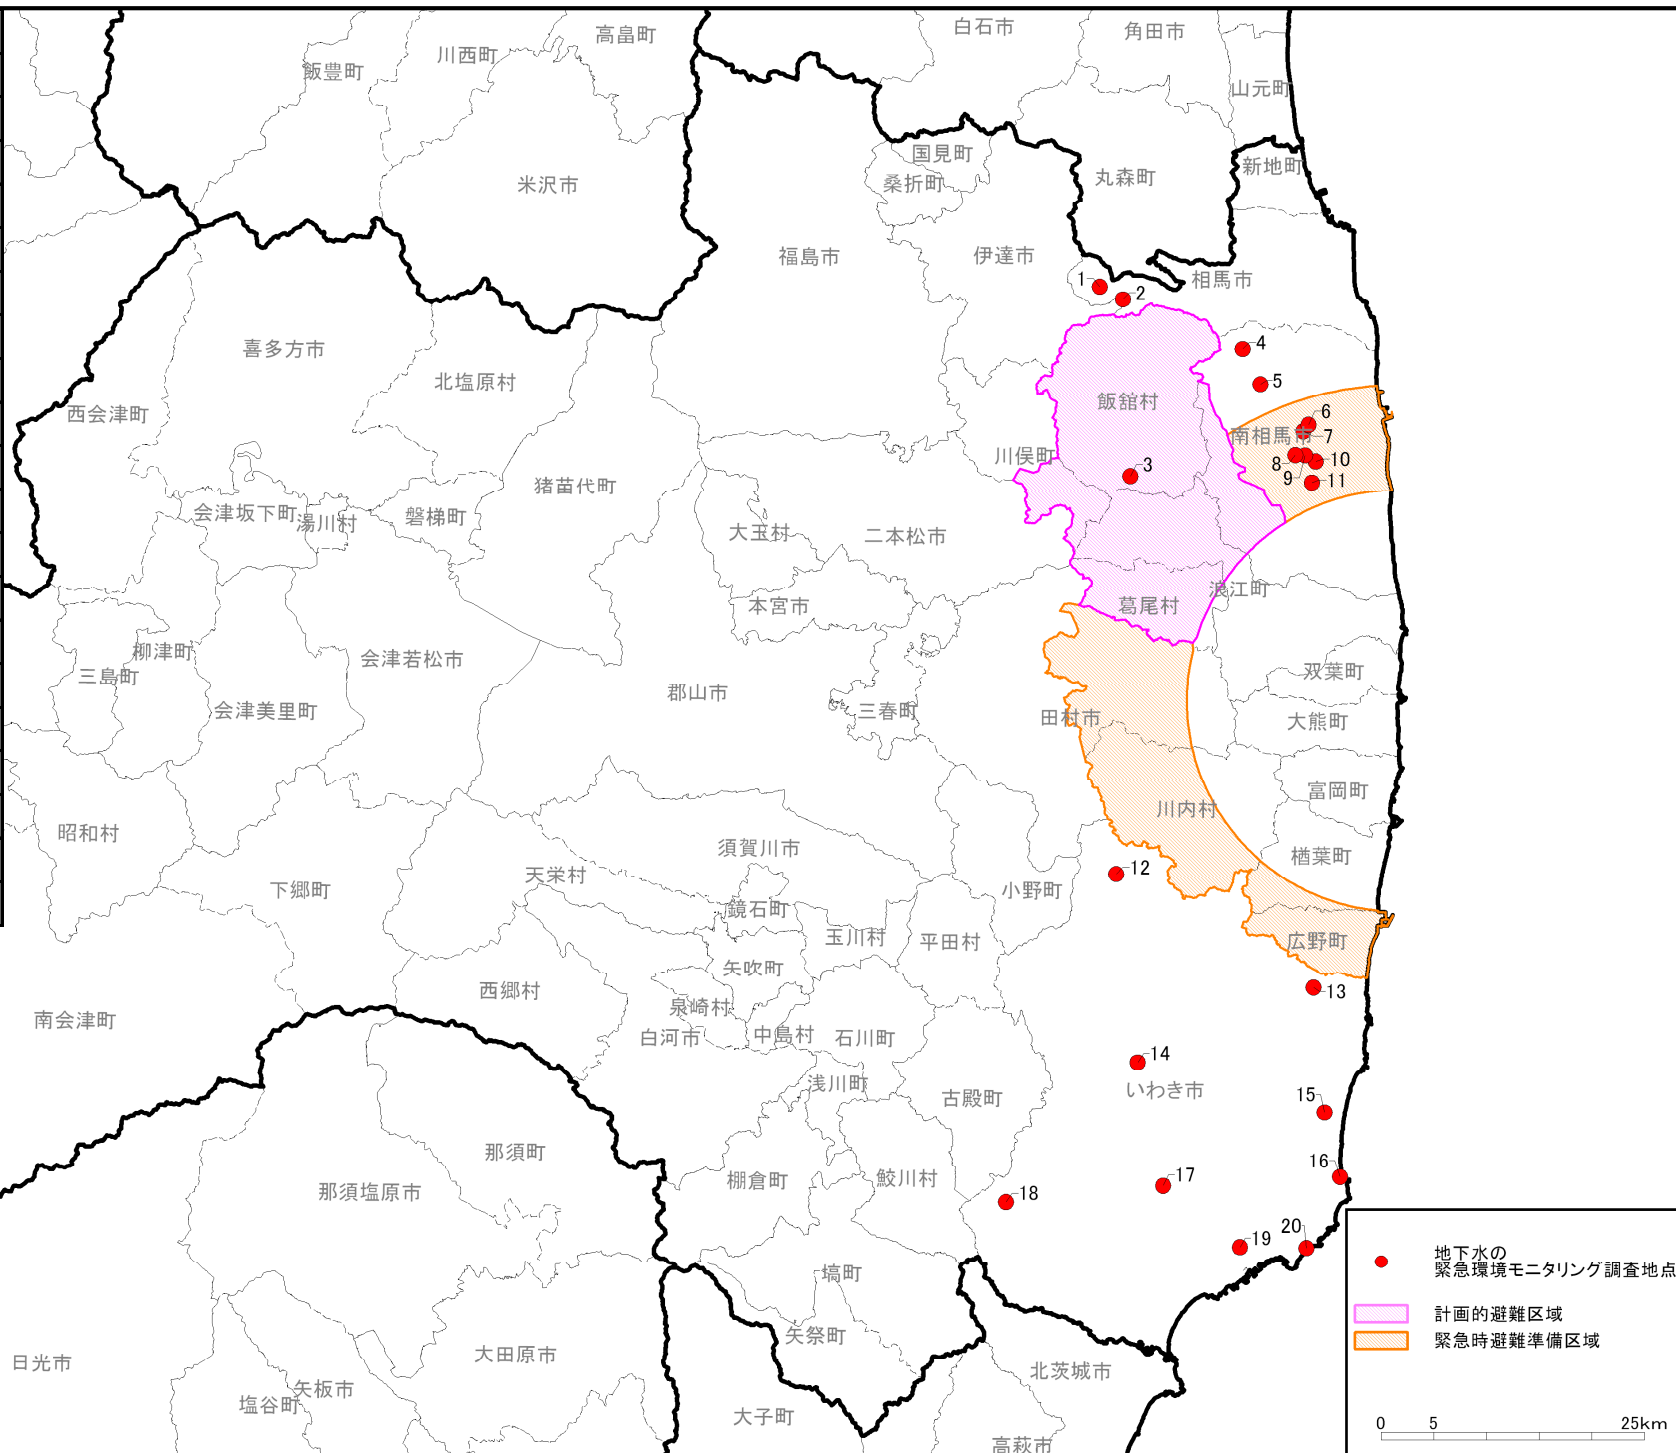 白石市
角田市
高畠町
川西町
飯豊町
山元町
国見町
新地町
桑折町
丸森町
米沢市
福島市
伊達市
相馬市
1
2
喜多方市
4
北塩原村
5
西会津町
飯舘村
6
南相馬市
7
川俣町
8
10
3
9
11
猪苗代町
会津坂下町
湯川村
磐梯町
大玉村
二本松市
浪江町
本宮市
葛尾村
柳津町
会津若松市
三島町
双葉町
郡山市
会津美里町
三春町
田村市
大熊町
富岡町
川内村
昭和村
須賀川市
楢葉町
天栄村
12
下郷町
小野町
鏡石町
玉川村
平田村
広野町
矢吹町
西郷村
13
泉崎村
南会津町
白河市
中島村
石川町
14
浅川町
いわき市
古殿町
15
那須町
16
棚倉町
鮫川村
17
那須塩原市
18
19
20
地下水の
緊急環境モニタリング調査地点
塙町
計画的避難区域
矢祭町
緊急時避難準備区域
大田原市
日光市
北茨城市
矢板市
塩谷町
大子町
0 5 25km
高萩市